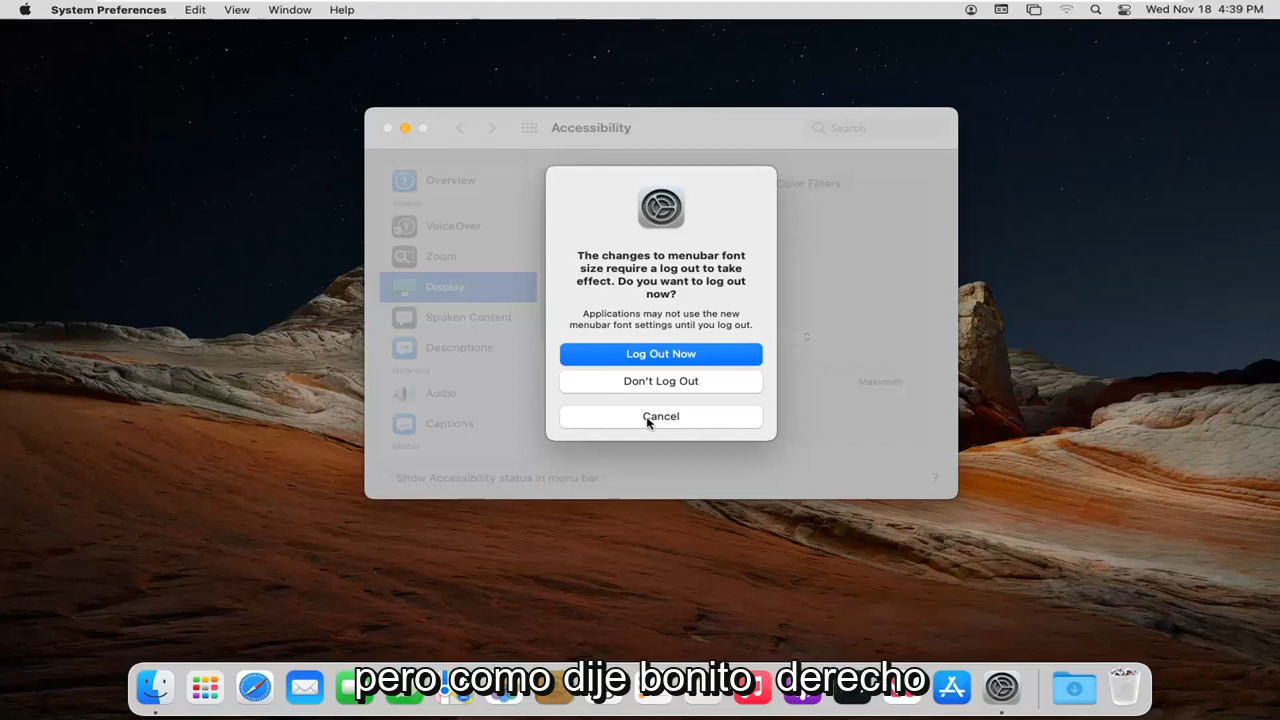 System Preferences Edit View Window Help Wed Nov 18 4:39 PM
Accessibility
Search
Overview
Vision
VoiceOver
Zoom
Display
Spoken Content
Descriptions
Hearing
Audio
Captions
Motor
Show Accessibility status in menu bar
?
Color Filters
Maximum
The changes to menubar font
size require a log out to take
effect. Do you want to log out
now?
Applications may not use the new
menubar font settings until you log out.
Log Out Now
Don't Log Out
Cancel
pero como dije bonito, derecho